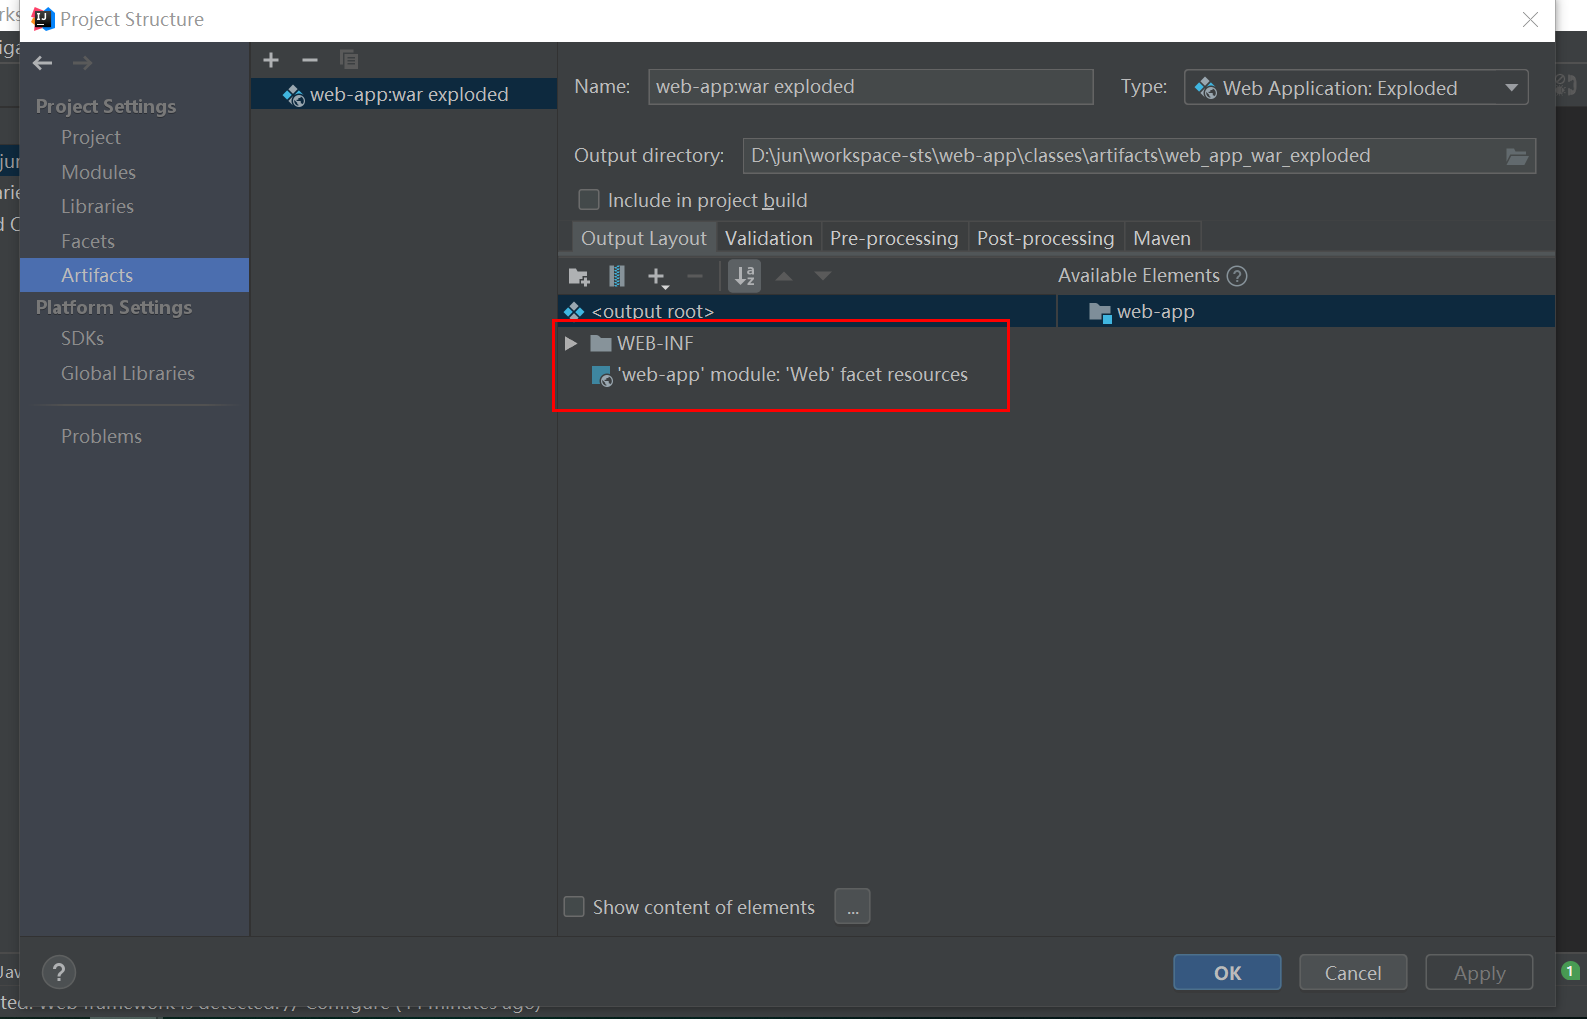 Project Structure
Project Settings
Project
Modules
Libraries
Facets
Artifacts
Platform Settings
SDKs
Global Libraries
Problems
web-app:war exploded
Name: web-app:war exploded
Type: Web Application: Exploded
Output directory: D:\jun\workspace-sts\web-app\classes\artifacts\web_app_war_exploded
Include in project build
Output Layout Validation Pre-processing Post-processing Maven
Available Elements ?
<output root>
web-app
WEB-INF
'web-app' module: 'Web' facet resources
Show content of elements ...
? OK Cancel Apply
1